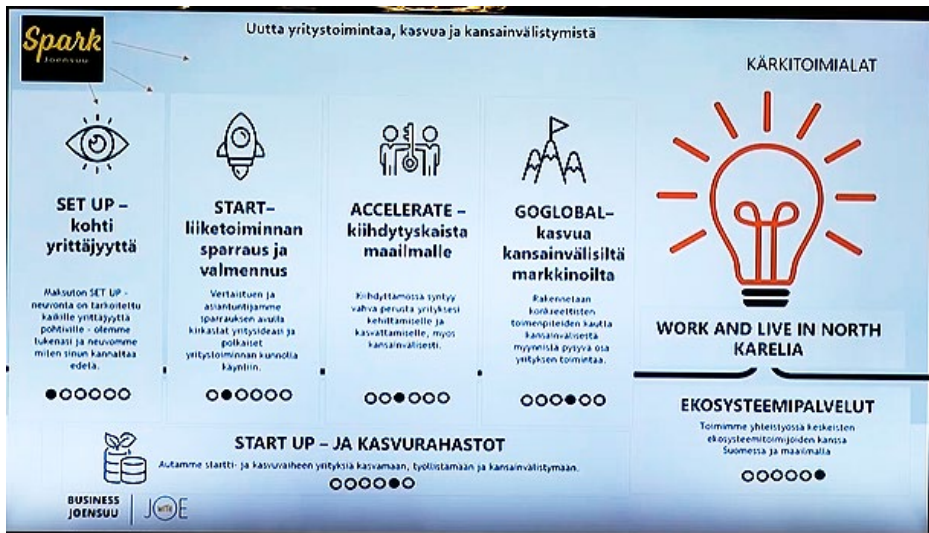 Spark
JOENSUU
Uutta yritystoimintaa, kasvua ja kansainvälistymistä
KÄRKITOIMIALAT
SET UP –
kohti
yrittäjyyttä
Maksuton SET UP -
neuvonta on tarkoitettu
kaikille yrittäjyyttä
pohtiville - olemme
tukenasi ja neuvomme
miten sinun kannattaa
edetä.
START–
liiketoiminnan
sparraus ja
valmennus
Vertaistuen ja
asiantuntijamme
sparrauksen avulla
kirkastat yritysideasi ja
polkaiset
yritystoiminnan kunnolla
käyntiin.
ACCELERATE –
kiihdytyskaista
maailmalle
Kiihdyttämössä syntyy
vahva perusta yrityksesi
kehittämiselle ja
kasvattamiselle, myös
kansainvälisesti.
GOGLOBAL–
kasvua
kansainvälisiltä
markkinoilta
Rakennetaan
konkreettisten
toimenpiteiden kautta
kansainvälisestä
myynnistä pysyvä osa
yrityksen toimintaa.
WORK AND LIVE IN NORTH
KARELIA
EKOSYSTEEMIPALVELUT
Toimimme yhteistyössä keskeisten
ekosysteemitoimijoiden kanssa
Suomessa ja maailmalla
START UP – JA KASVURAHASTOT
Autamme startti- ja kasvuvaiheen yrityksiä kasvamaan, työllistämään ja kansainvälistymään.
BUSINESS
JOENSUU
JOE
WITH